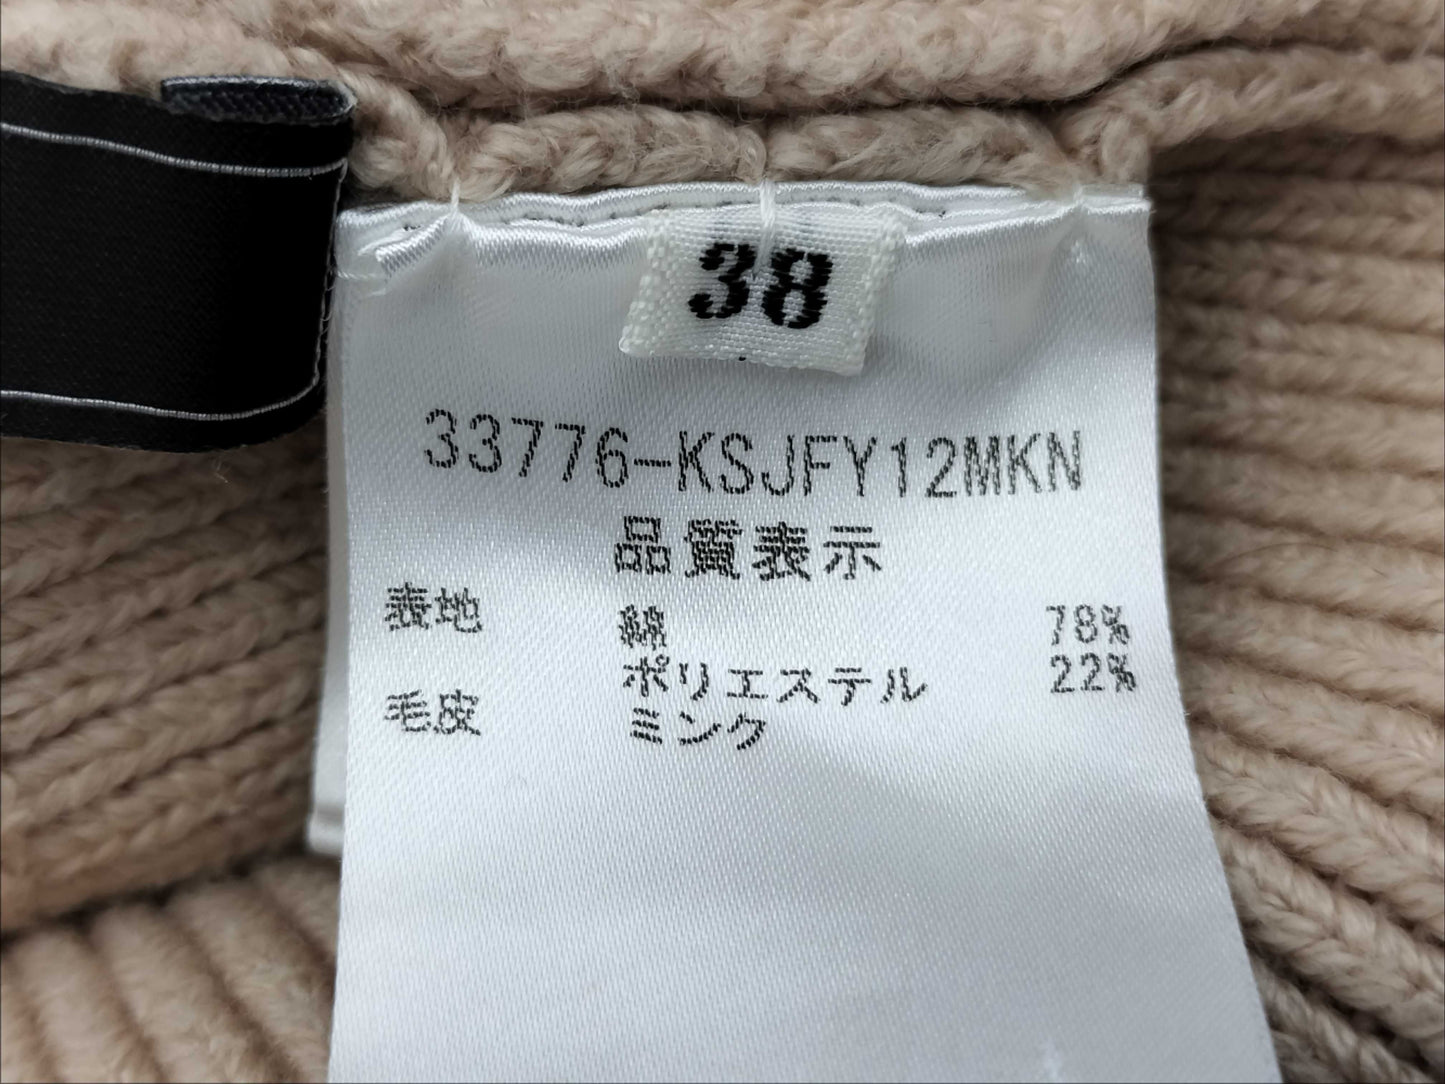 38
33776-KSJFY12MKN
品質表示
表地 綿 78%
ポリエステル 22%
毛皮 ミンク